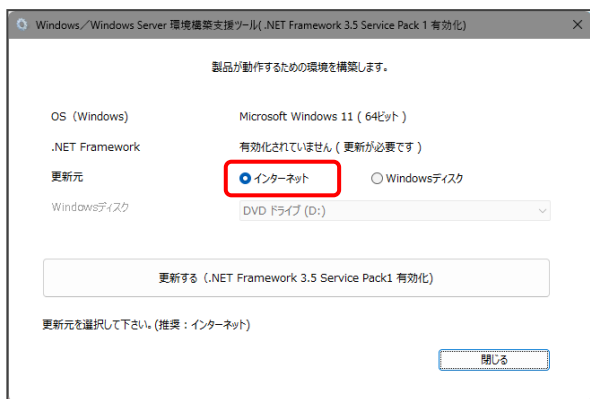 Windows／Windows Server 環境構築支援ツール( .NET Framework 3.5 Service Pack 1 有効化)
製品が動作するための環境を構築します。
OS（Windows） Microsoft Windows 11 ( 64ビット )
.NET Framework 有効化されていません ( 更新が必要です )
更新元 インターネット Windowsディスク
Windowsディスク DVD ドライブ (D:)
更新する（.NET Framework 3.5 Service Pack1 有効化)
更新元を選択して下さい。(推奨：インターネット)
閉じる